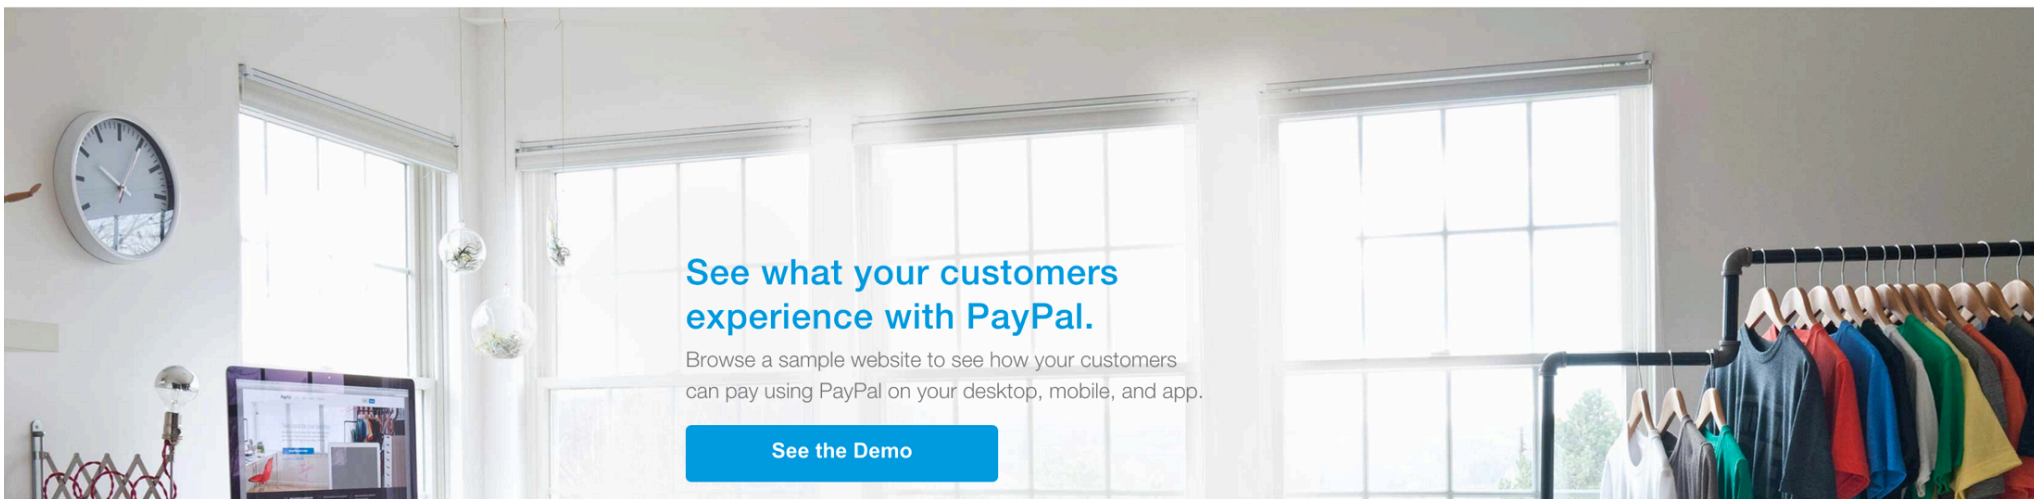 See what your customers
experience with PayPal.
Browse a sample website to see how your customers
can pay using PayPal on your desktop, mobile, and app.
See the Demo